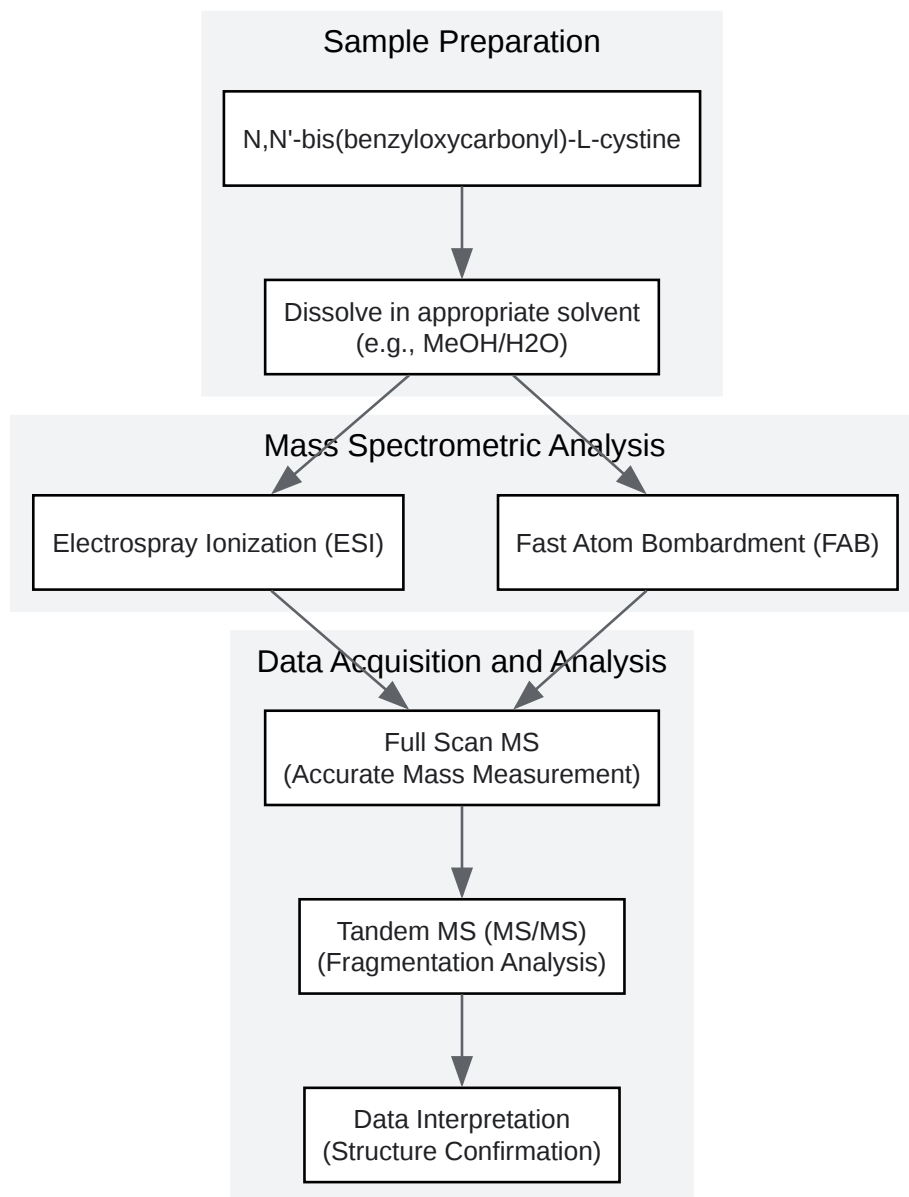 Sample Preparation
N,N'-bis(benzyloxycarbonyl)-L-cystine
Dissolve in appropriate solvent
(e.g., MeOH/H2O)
Mass Spectrometric Analysis
Electrospray Ionization (ESI)
Fast Atom Bombardment (FAB)
Data Acquisition and Analysis
Full Scan MS
(Accurate Mass Measurement)
Tandem MS (MS/MS)
(Fragmentation Analysis)
Data Interpretation
(Structure Confirmation)